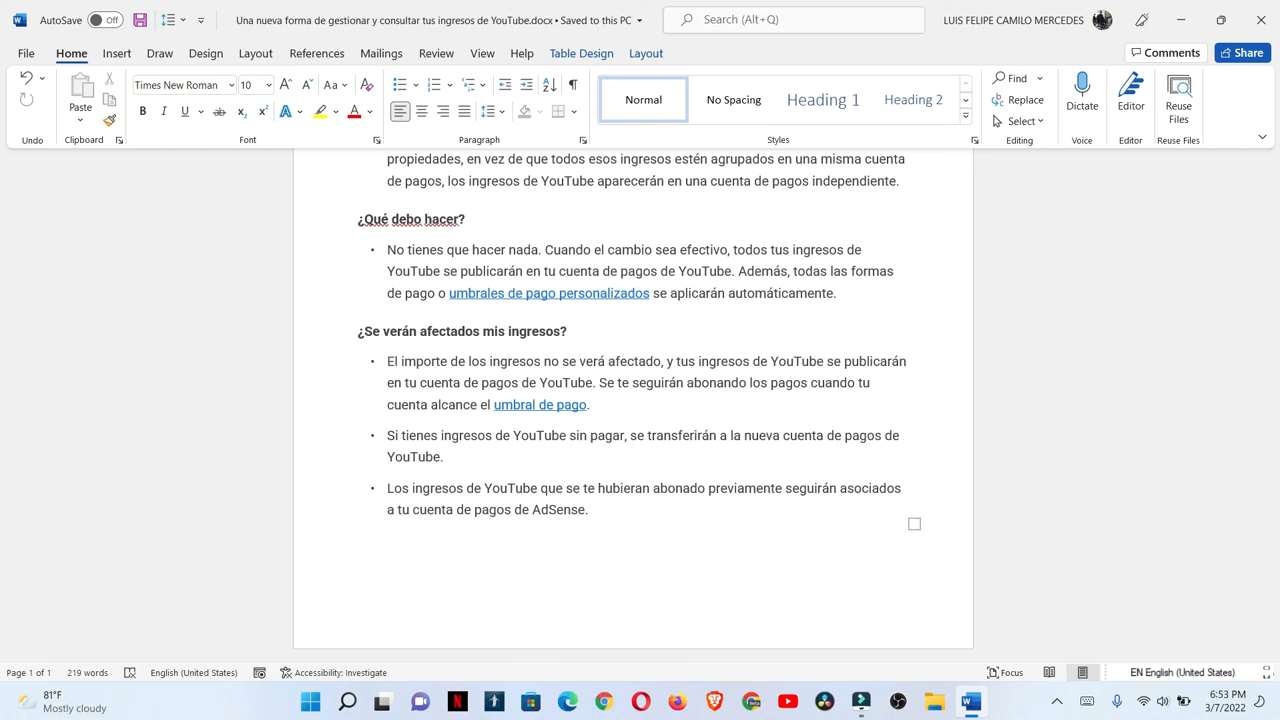 AutoSave Off Una nueva forma de gestionar y consultar tus ingresos de YouTube.docx • Saved to this PC Search (Alt+Q) LUIS FELIPE CAMILO MERCEDES
File Home Insert Draw Design Layout References Mailings Review View Help Table Design Layout Comments Share
Paste
Times New Roman 10
Aa
B I U ab x₂ x² A A
Normal
No Spacing
Heading 1
Heading 2
Find
Replace
Select
Dictate
Editor
Reuse
Files
Undo Clipboard Font Paragraph Styles Editing Voice Editor Reuse Files
propiedades, en vez de que todos esos ingresos estén agrupados en una misma cuenta
de pagos, los ingresos de YouTube aparecerán en una cuenta de pagos independiente.
¿Qué debo hacer?
• No tienes que hacer nada. Cuando el cambio sea efectivo, todos tus ingresos de
YouTube se publicarán en tu cuenta de pagos de YouTube. Además, todas las formas
de pago o umbrales de pago personalizados se aplicarán automáticamente.
¿Se verán afectados mis ingresos?
• El importe de los ingresos no se verá afectado, y tus ingresos de YouTube se publicarán
en tu cuenta de pagos de YouTube. Se te seguirán abonando los pagos cuando tu
cuenta alcance el umbral de pago.
• Si tienes ingresos de YouTube sin pagar, se transferirán a la nueva cuenta de pagos de
YouTube.
• Los ingresos de YouTube que se te hubieran abonado previamente seguirán asociados
a tu cuenta de pagos de AdSense.
Page 1 of 1 219 words English (United States) Accessibility: Investigate Focus EN English (United States)
81°F
Mostly cloudy
6:53 PM
3/7/2022